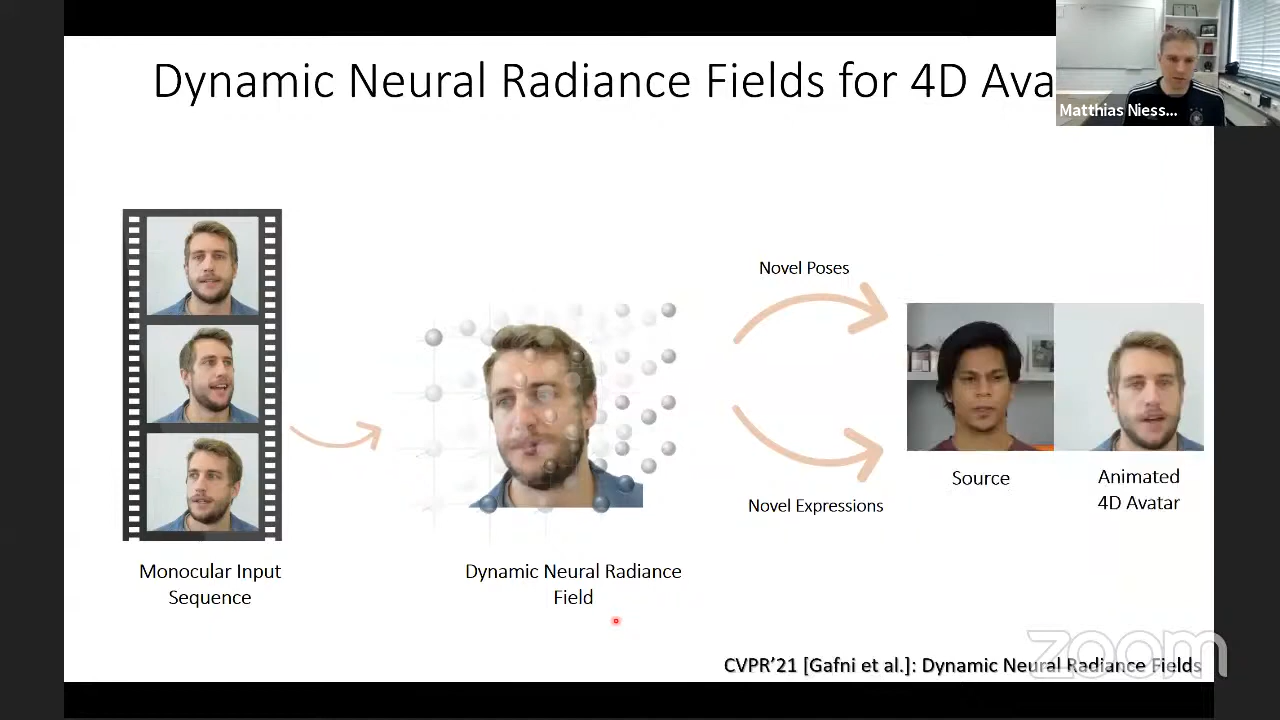 Dynamic Neural Radiance Fields for 4D Ava
Matthias Niess...
Novel Poses
Novel Expressions
Source
Animated
4D Avatar
Monocular Input
Sequence
Dynamic Neural Radiance
Field
CVPR'21 [Gafni et al.]: Dynamic Neural Radiance Fields
zoom